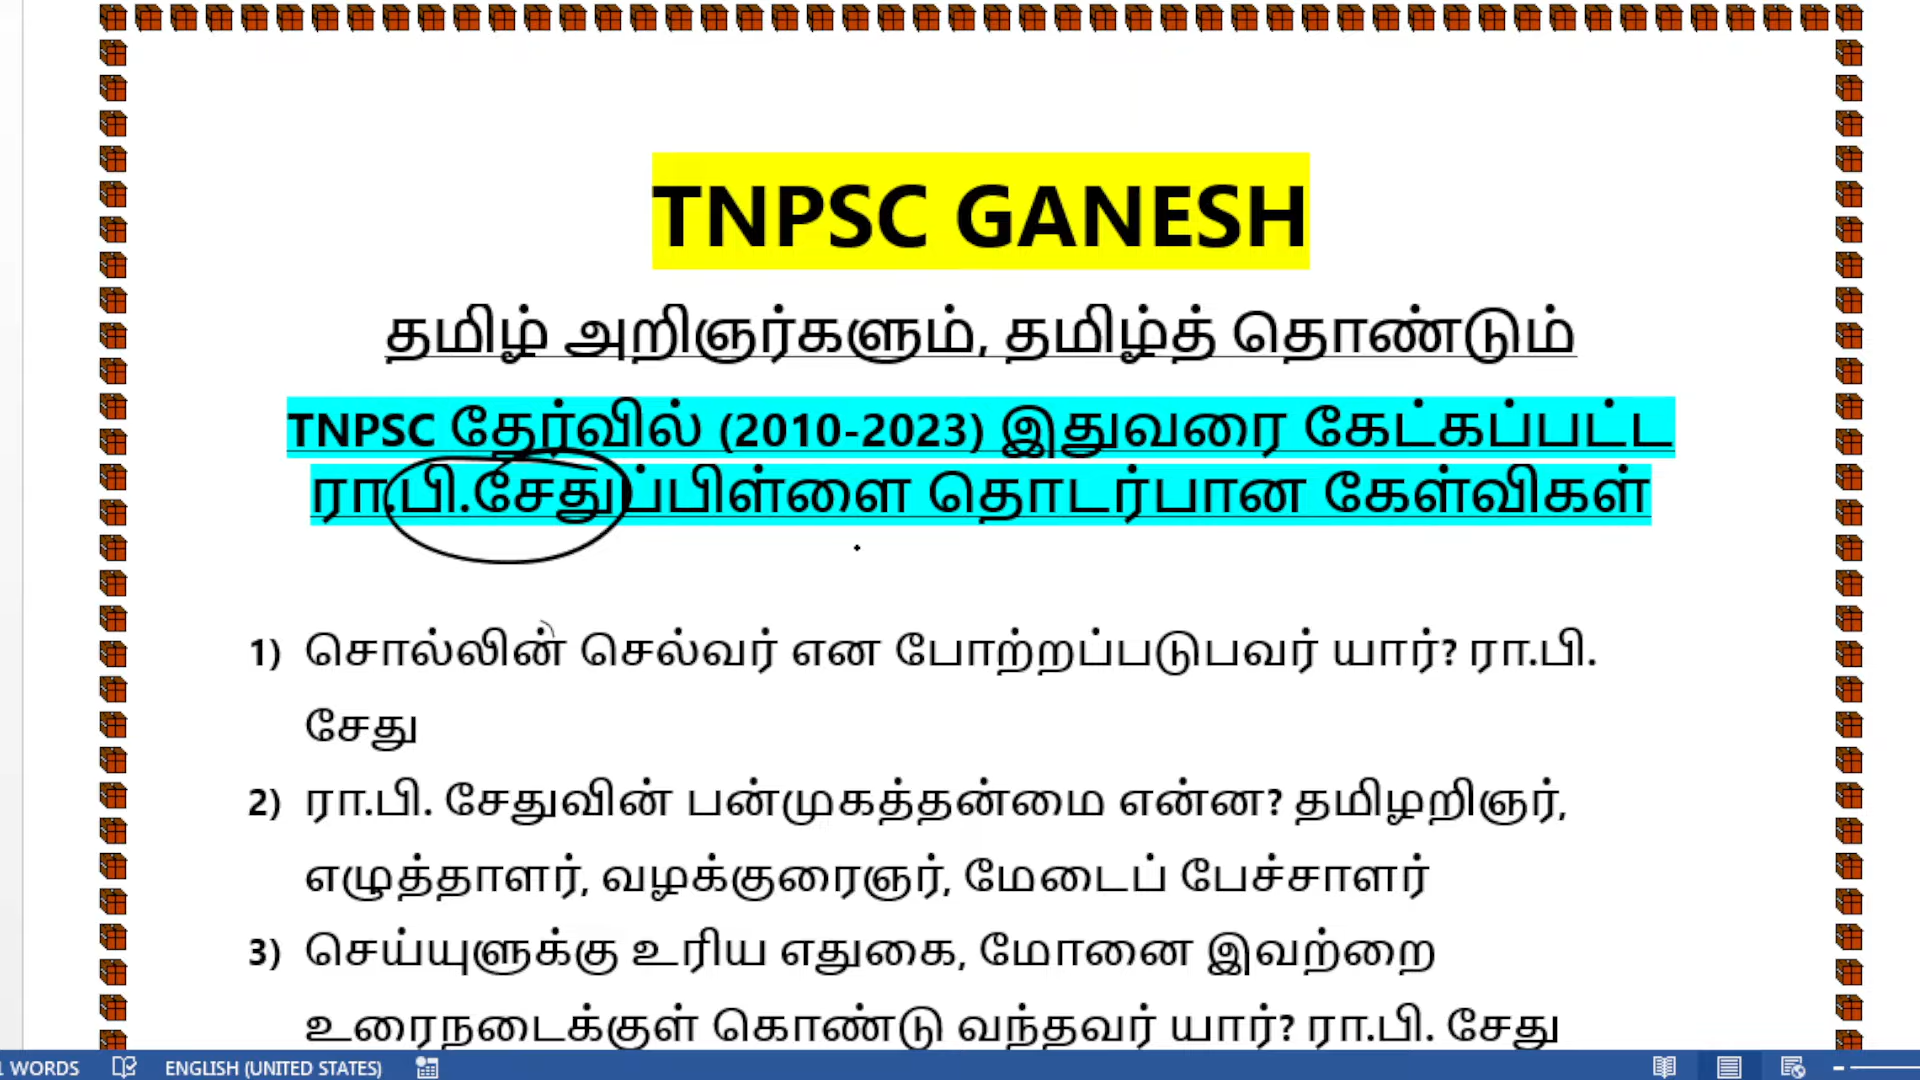 TNPSC GANESH
தமிழ் அறிஞர்களும், தமிழ்த் தொண்டும்
TNPSC தேர்வில் (2010-2023) இதுவரை கேட்கப்பட்ட
ரா.பி.சேதுப்பிள்ளை தொடர்பான கேள்விகள்
1) சொல்லின் செல்வர் என போற்றப்படுபவர் யார்? ரா.பி.
சேது
2) ரா.பி. சேதுவின் பன்முகத்தன்மை என்ன? தமிழறிஞர்,
எழுத்தாளர், வழக்குரைஞர், மேடைப் பேச்சாளர்
3) செய்யுளுக்கு உரிய எதுகை, மோனை இவற்றை
உரைநடைக்குள் கொண்டு வந்தவர் யார்? ரா.பி. சேது
WORDS ENGLISH (UNITED STATES)